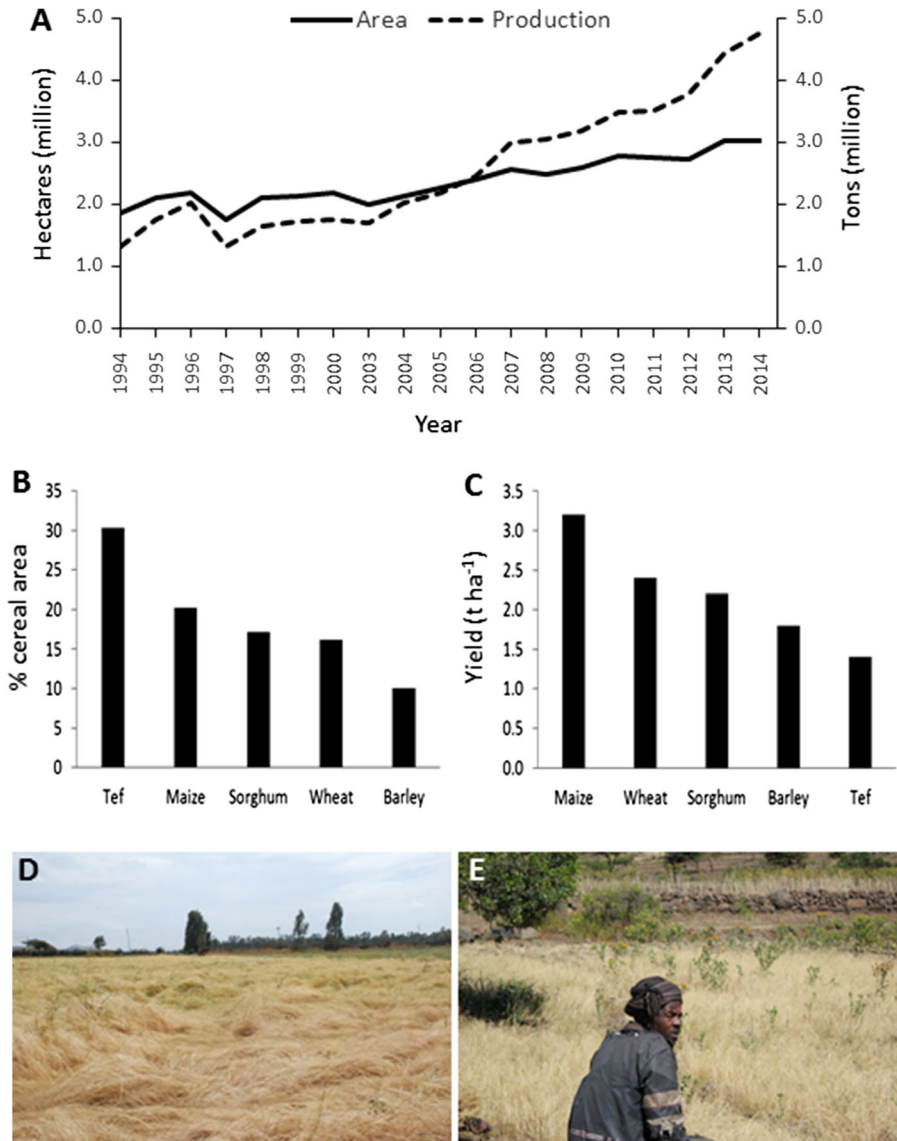 A
Area Production
5.0
4.0
3.0
2.0
1.0
0.0
Hectares (million)
5.0
4.0
3.0
2.0
1.0
0.0
Tons (million)
1994 1995 1996 1997 1998 1999 2000 2003 2004 2005 2006 2007 2008 2009 2010 2011 2012 2013 2014
Year
B
35
30
25
20
15
10
5
0
% cereal area
Tef Maize Sorghum Wheat Barley
C
3.5
3.0
2.5
2.0
1.5
1.0
0.5
0.0
Yield (t ha⁻¹)
Maize Wheat Sorghum Barley Tef
D
E